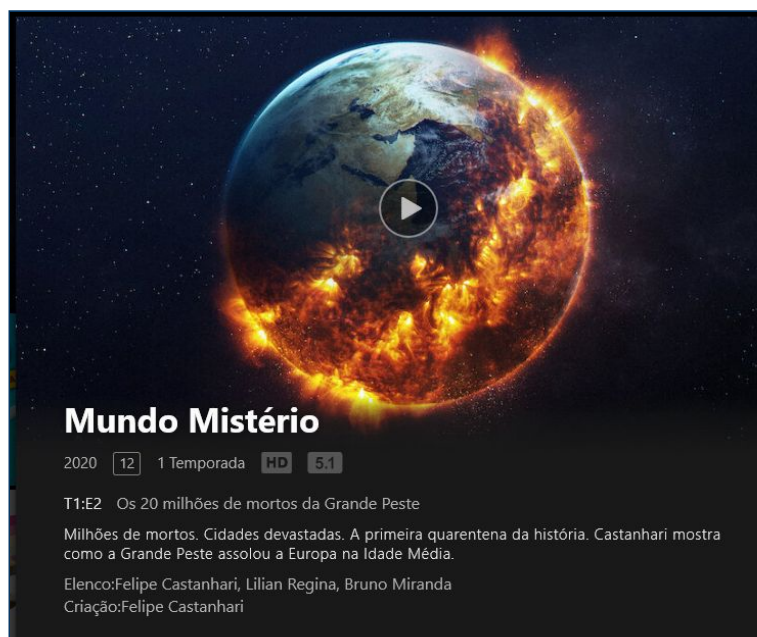 Mundo Mistério
2020 12 1 Temporada HD 5.1
T1:E2 Os 20 milhões de mortos da Grande Peste
Milhões de mortos. Cidades devastadas. A primeira quarentena da história. Castanhari mostra
como a Grande Peste assolou a Europa na Idade Média.
Elenco:Felipe Castanhari, Lilian Regina, Bruno Miranda
Criação:Felipe Castanhari